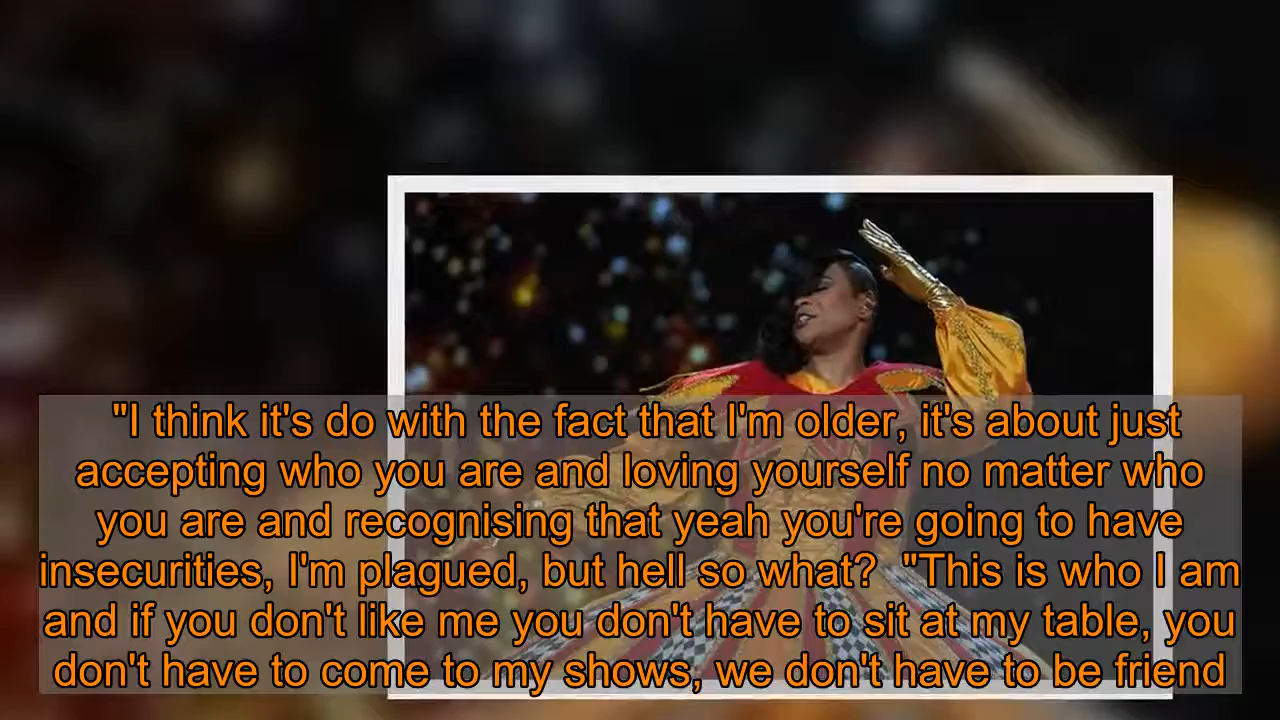 "I think it's do with the fact that I'm older, it's about just
accepting who you are and loving yourself no matter who
you are and recognising that yeah you're going to have
insecurities, I'm plagued, but hell so what?  "This is who I am
and if you don't like me you don't have to sit at my table, you
don't have to come to my shows, we don't have to be friend